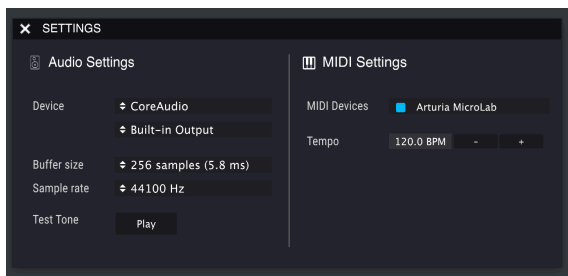 SETTINGS
Audio Settings
Device
CoreAudio
Built-in Output
Buffer size
256 samples (5.8 ms)
Sample rate
44100 Hz
Test Tone
Play
MIDI Settings
MIDI Devices
Arturia MicroLab
Tempo
120.0 BPM
-
+